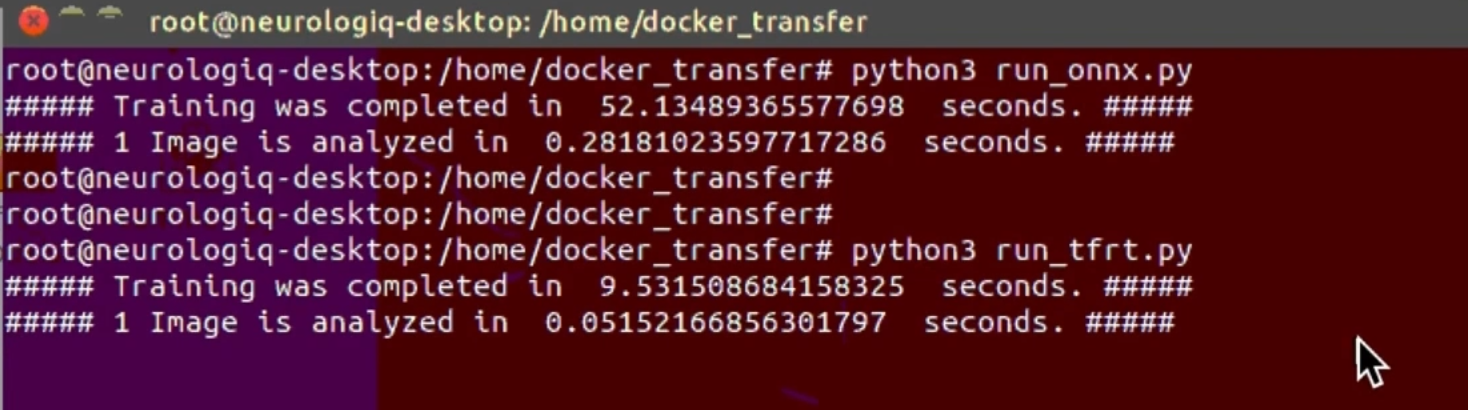 root@neurologiq-desktop: /home/docker_transfer
root@neurologiq-desktop:/home/docker_transfer# python3 run_onnx.py
##### Training was completed in  52.13489365577698  seconds. #####
##### 1 Image is analyzed in  0.28181023597717286  seconds. #####
root@neurologiq-desktop:/home/docker_transfer#
root@neurologiq-desktop:/home/docker_transfer#
root@neurologiq-desktop:/home/docker_transfer# python3 run_tfrt.py
##### Training was completed in  9.531508684158325  seconds. #####
##### 1 Image is analyzed in  0.05152166856301797  seconds. #####